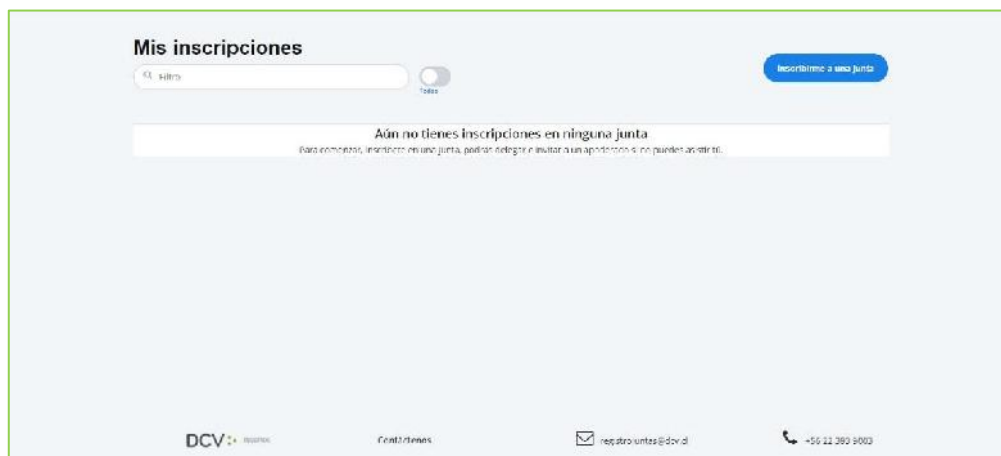 Mis inscripciones
Filtro
Todas
Inscribirme a una junta
Aún no tienes inscripciones en ninguna junta
Para comenzar, inscríbete en una junta, podrás delegar e invitar a un apoderado si no puedes asistir tú.
DCV registros
Contáctenos
registrojuntas@dcv.cl
+56 22 393 9003